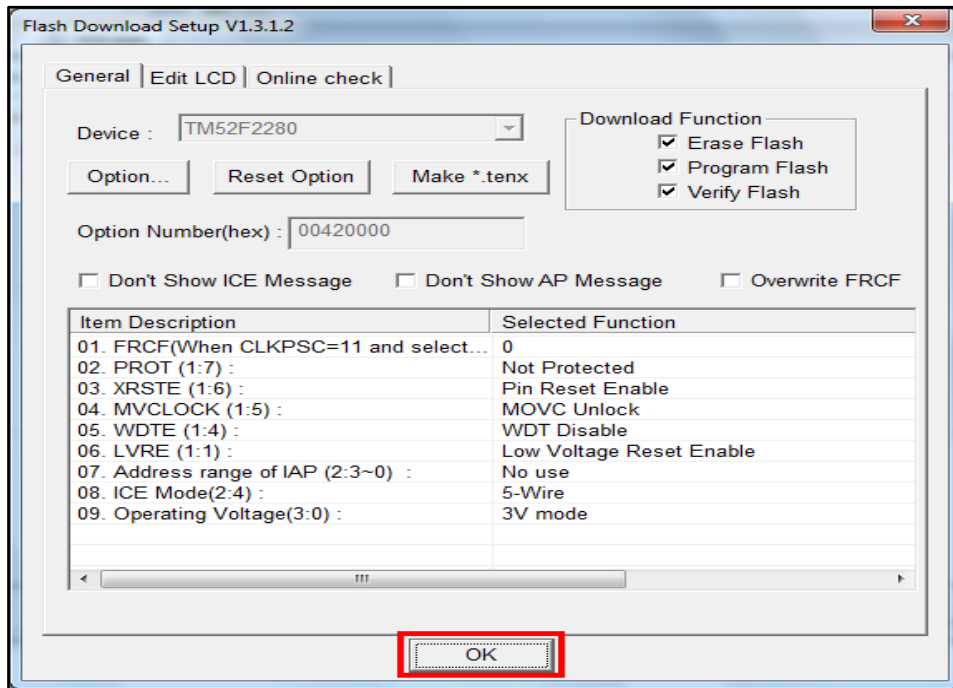 Flash Download Setup V1.3.1.2
General Edit LCD Online check
Device : TM52F2280
Download Function
Erase Flash
Program Flash
Verify Flash
Option... Reset Option Make *.tenx
Option Number(hex) : 00420000
Don't Show ICE Message Don't Show AP Message Overwrite FRCF
Item Description Selected Function
01. FRCF(When CLKPSC=11 and select... 0
02. PROT (1:7) : Not Protected
03. XRSTE (1:6) : Pin Reset Enable
04. MVCLOCK (1:5) : MOVC Unlock
05. WDTE (1:4) : WDT Disable
06. LVRE (1:1) : Low Voltage Reset Enable
07. Address range of IAP (2:3~0) : No use
08. ICE Mode(2:4) : 5-Wire
09. Operating Voltage(3:0) : 3V mode
OK